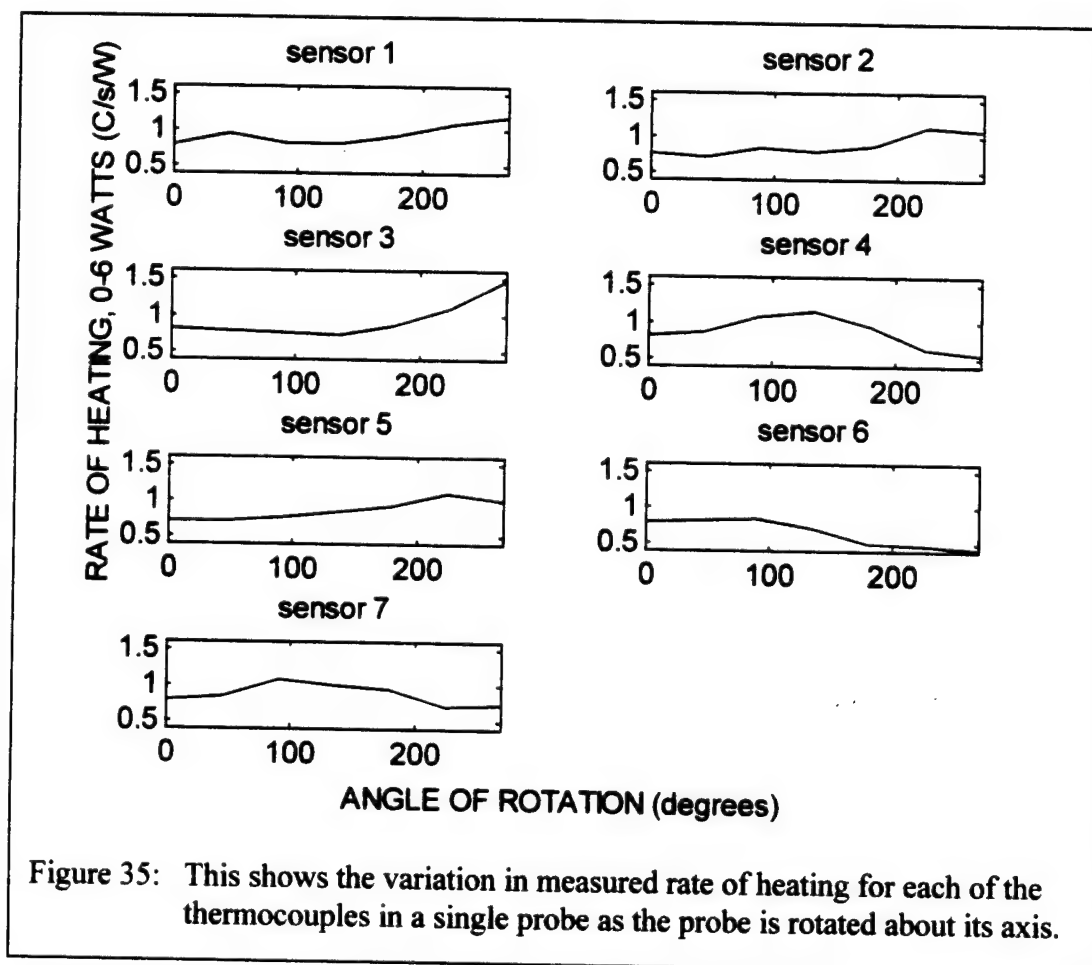 RATE OF HEATING, 0-6 WATTS (C/s/W)
sensor 1
1.5
1
0.5
0 100 200
sensor 2
1.5
1
0.5
0 100 200
sensor 3
1.5
1
0.5
0 100 200
sensor 4
1.5
1
0.5
0 100 200
sensor 5
1.5
1
0.5
0 100 200
sensor 6
1.5
1
0.5
0 100 200
sensor 7
1.5
1
0.5
0 100 200
ANGLE OF ROTATION (degrees)
Figure 35: This shows the variation in measured rate of heating for each of the
thermocouples in a single probe as the probe is rotated about its axis.